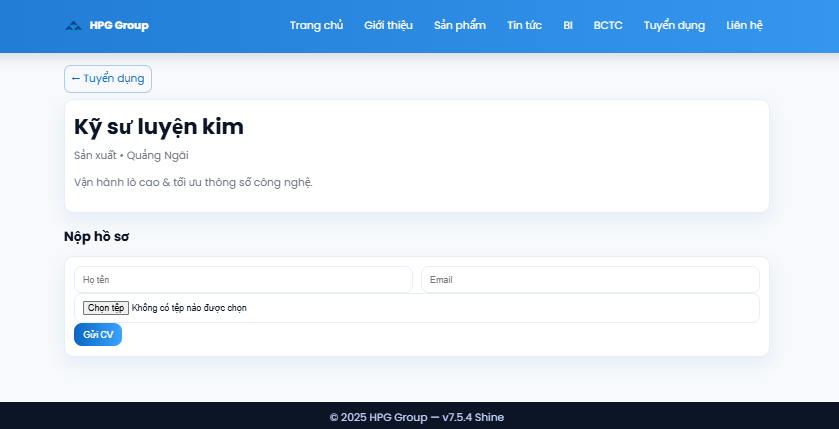 HPG Group Trang chủ Giới thiệu Sản phẩm Tin tức BI BCTC Tuyển dụng Liên hệ
← Tuyển dụng
Kỹ sư luyện kim
Sản xuất • Quảng Ngãi
Vận hành lò cao & tối ưu thông số công nghệ.
Nộp hồ sơ
Họ tên Email
Chọn tệp Không có tệp nào được chọn
Gửi CV
© 2025 HPG Group — v7.5.4 Shine